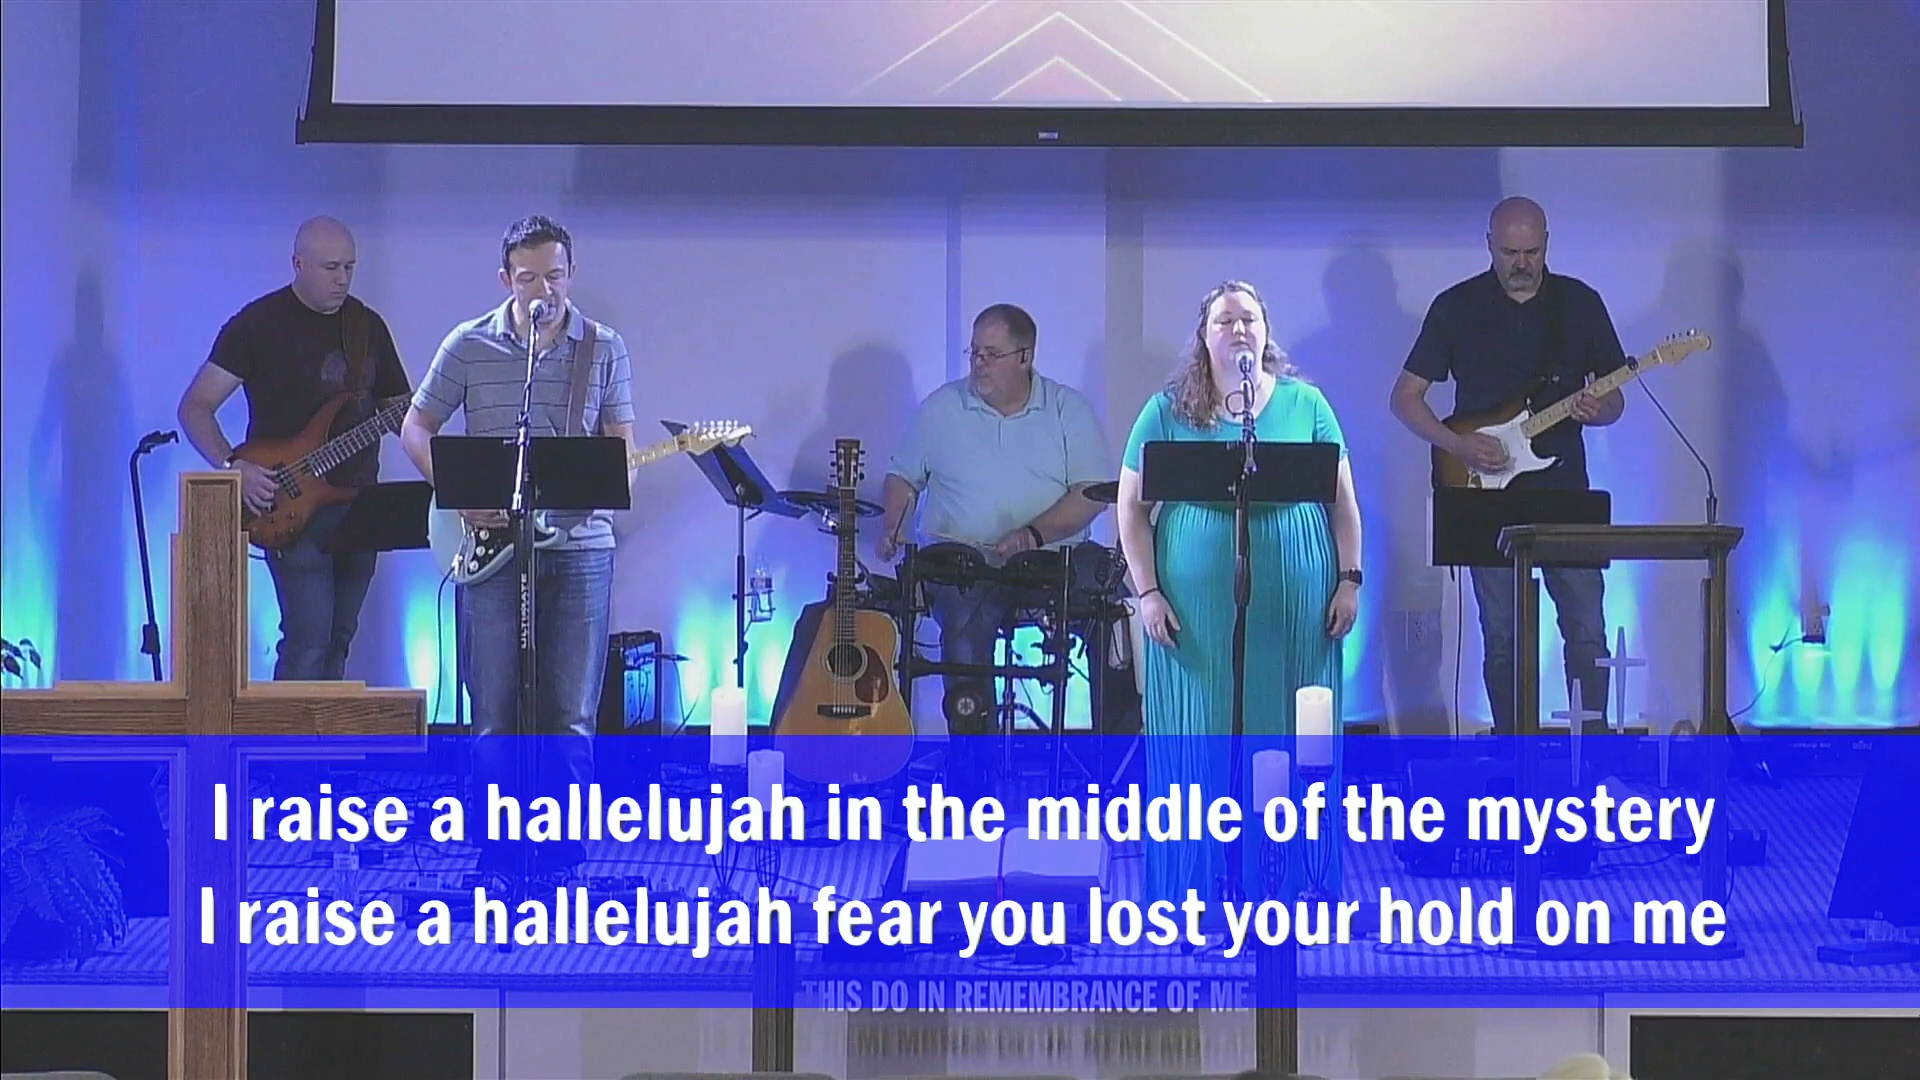 ULTIMATE
I raise a hallelujah in the middle of the mystery
I raise a hallelujah fear you lost your hold on me
THIS DO IN REMEMBRANCE OF ME